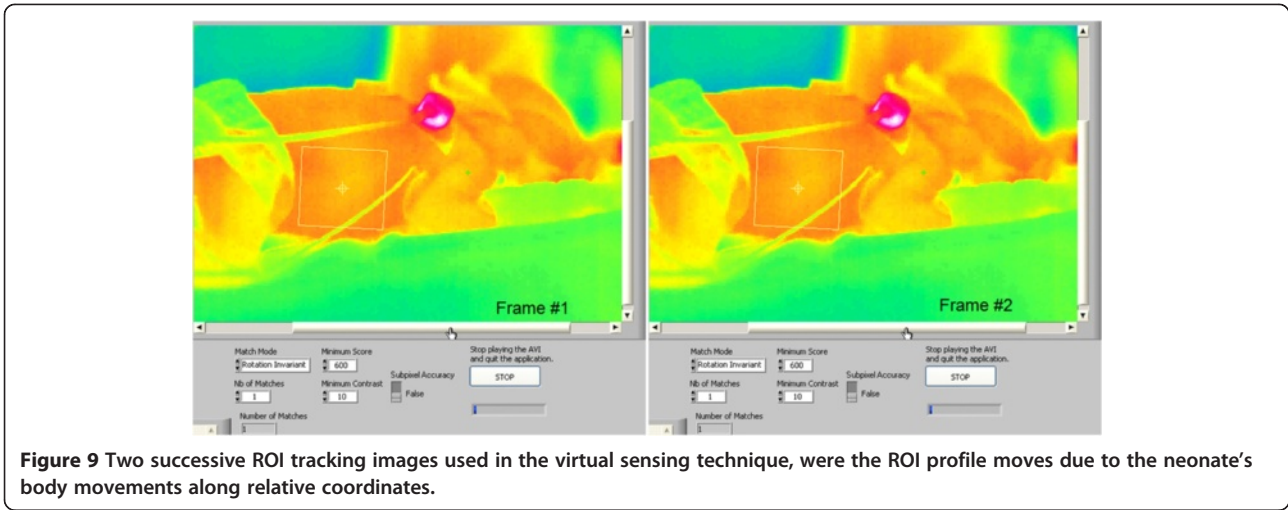 Frame #1
Match Mode
Rotation Invariant
Nb of Matches
1
Number of Matches
1
Minimum Score
600
Minimum Contrast
10
Subpixel Accuracy
False
Stop playing the AVI
and quit the application.
STOP
Frame #2
Match Mode
Rotation Invariant
Nb of Matches
1
Number of Matches
1
Minimum Score
600
Minimum Contrast
10
Subpixel Accuracy
False
Stop playing the AVI
and quit the application.
STOP
Figure 9 Two successive ROI tracking images used in the virtual sensing technique, were the ROI profile moves due to the neonate's
body movements along relative coordinates.